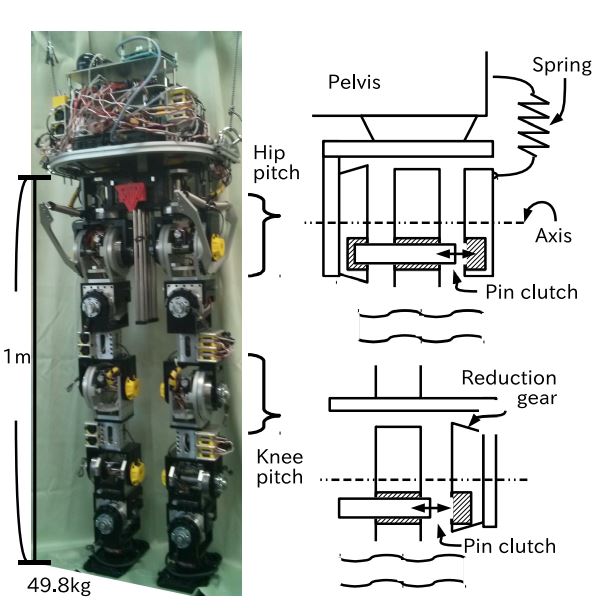 Pelvis
Spring
Hip
pitch
Axis
Pin clutch
1m
Reduction
gear
Knee
pitch
Pin clutch
49.8kg